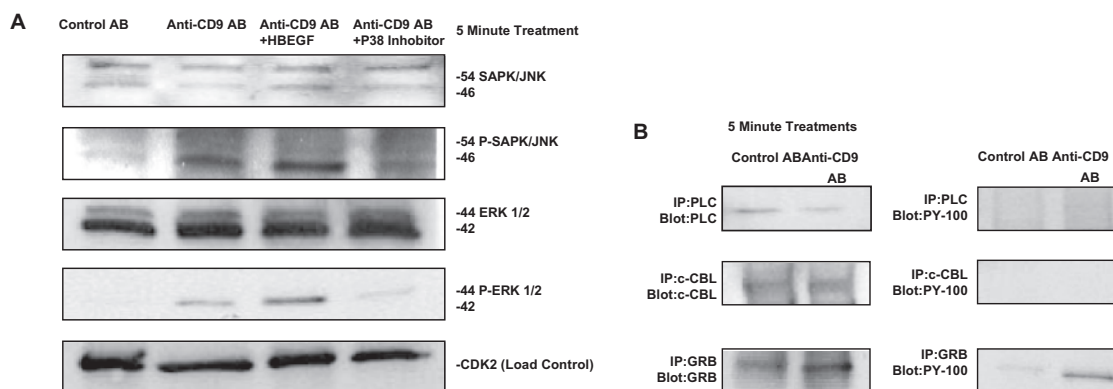 A
Control AB Anti-CD9 AB Anti-CD9 AB Anti-CD9 AB
+HBEGF +P38 Inhobitor
5 Minute Treatment
-54 SAPK/JNK
-46
-54 P-SAPK/JNK
-46
-44 ERK 1/2
-42
-44 P-ERK 1/2
-42
-CDK2 (Load Control)
B
5 Minute Treatments
Control ABAnti-CD9
AB
IP:PLC
Blot:PLC
IP:c-CBL
Blot:c-CBL
IP:GRB
Blot:GRB
Control AB Anti-CD9
AB
IP:PLC
Blot:PY-100
IP:c-CBL
Blot:PY-100
IP:GRB
Blot:PY-100